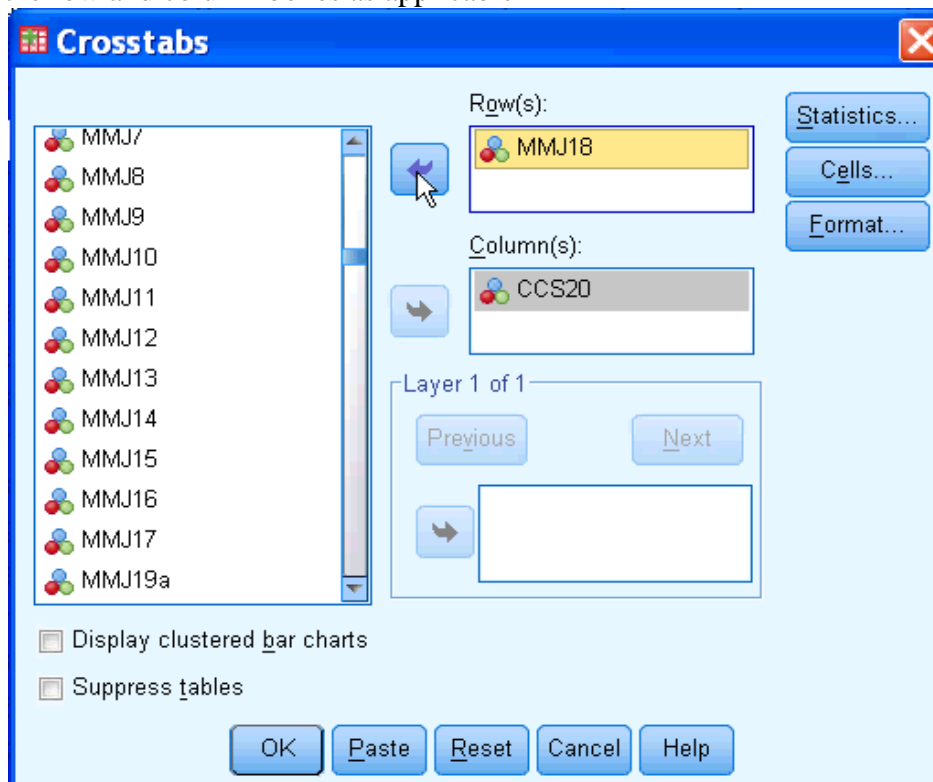 Crosstabs
Row(s):
MMJ18
Statistics...
Cells...
Format...
MMJ7
MMJ8
MMJ9
MMJ10
MMJ11
MMJ12
MMJ13
MMJ14
MMJ15
MMJ16
MMJ17
MMJ19a
Column(s):
CCS20
Layer 1 of 1
Previous
Next
Display clustered bar charts
Suppress tables
OK Paste Reset Cancel Help